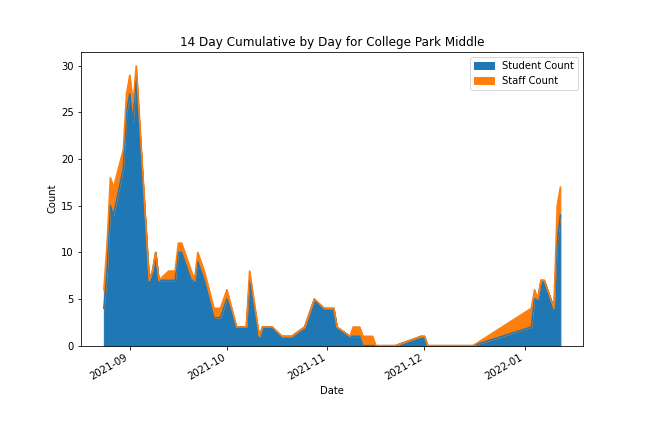 14 Day Cumulative by Day for College Park Middle
Student Count
Staff Count
30
25
20
15
10
5
0
Count
2021-09
2021-10
2021-11
2021-12
2022-01
Date